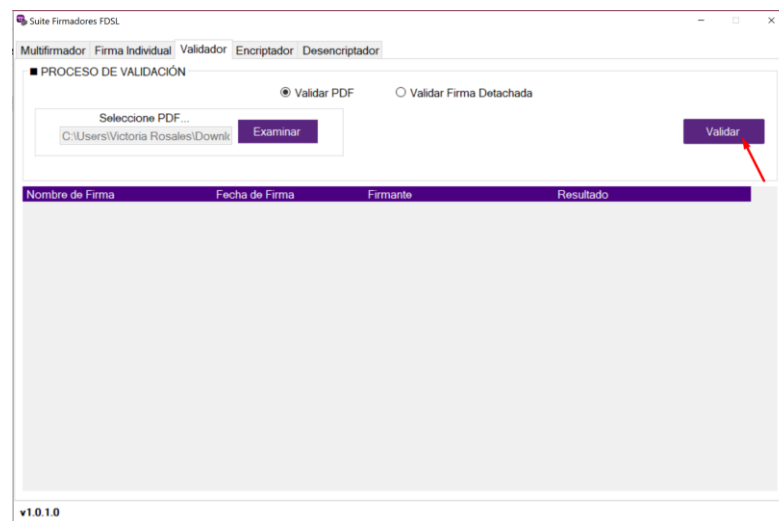 Suite Firmadores FDSL
Multifirmador Firma Individual Validador Encriptador Desencriptador
PROCESO DE VALIDACIÓN
Validar PDF Validar Firma Detachada
Seleccione PDF...
C:\Users\Victoria Rosales\Downl
Examinar
Validar
Nombre de Firma Fecha de Firma Firmante Resultado
v1.0.1.0